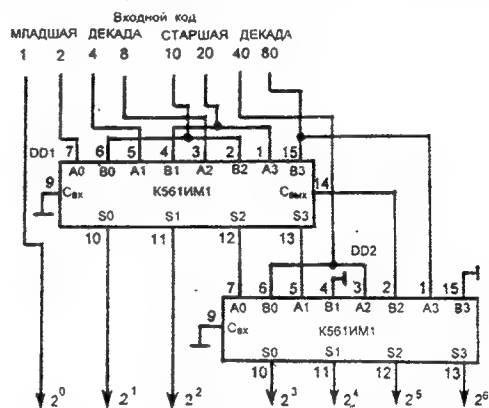 Входной код
МЛАДШАЯ ДЕКАДА СТАРШАЯ ДЕКАДА
1 2 4 8 10 20 40 80
DD1 7 6 5 4 3 2 1 15
A0 B0 A1 B1 A2 B2 A3 B3
9 Cвх К561ИМ1 Cвых 14
S0 S1 S2 S3
10 11 12 13
DD2
7 6 5 4 3 2 1 15
A0 B0 A1 B1 A2 B2 A3 B3
9 Cвх К561ИМ1
S0 S1 S2 S3
10 11 12 13
2⁰ 2¹ 2² 2³ 2⁴ 2⁵ 2⁶